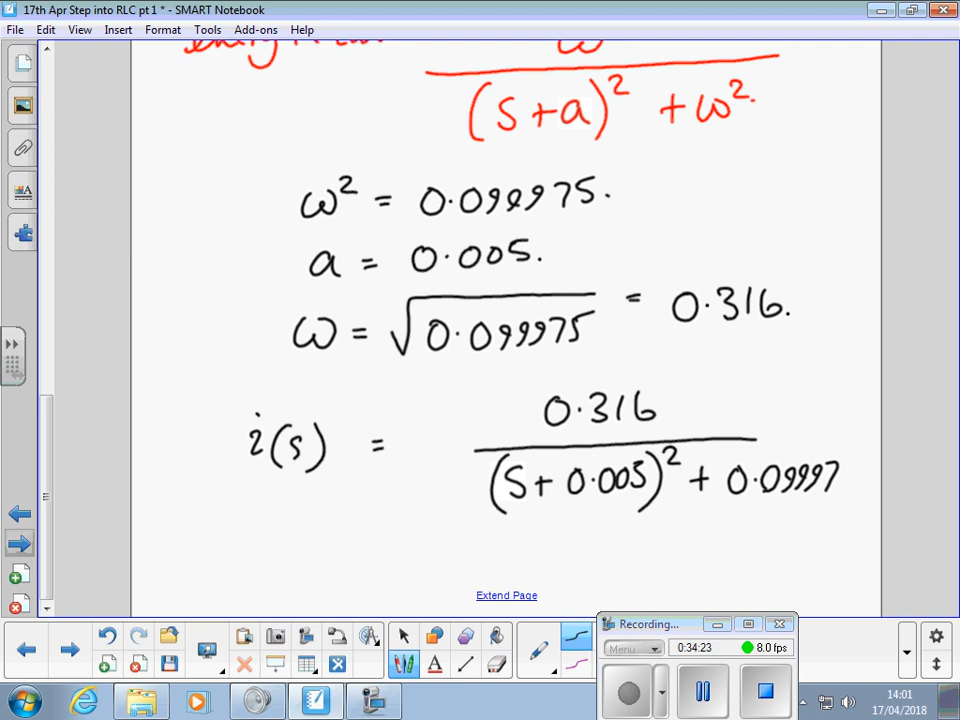 17th Apr Step into RLC pt 1 * - SMART Notebook
File Edit View Insert Format Tools Add-ons Help
ω
(S+a)² + ω².
ω² = 0.099975.
a = 0.005.
ω = √0.099975 = 0.316.
i(s) = 0.316
(S+ 0.005)² + 0.09997
Extend Page
Recording...
Menu 0:34:23 8.0 fps
14:01
17/04/2018